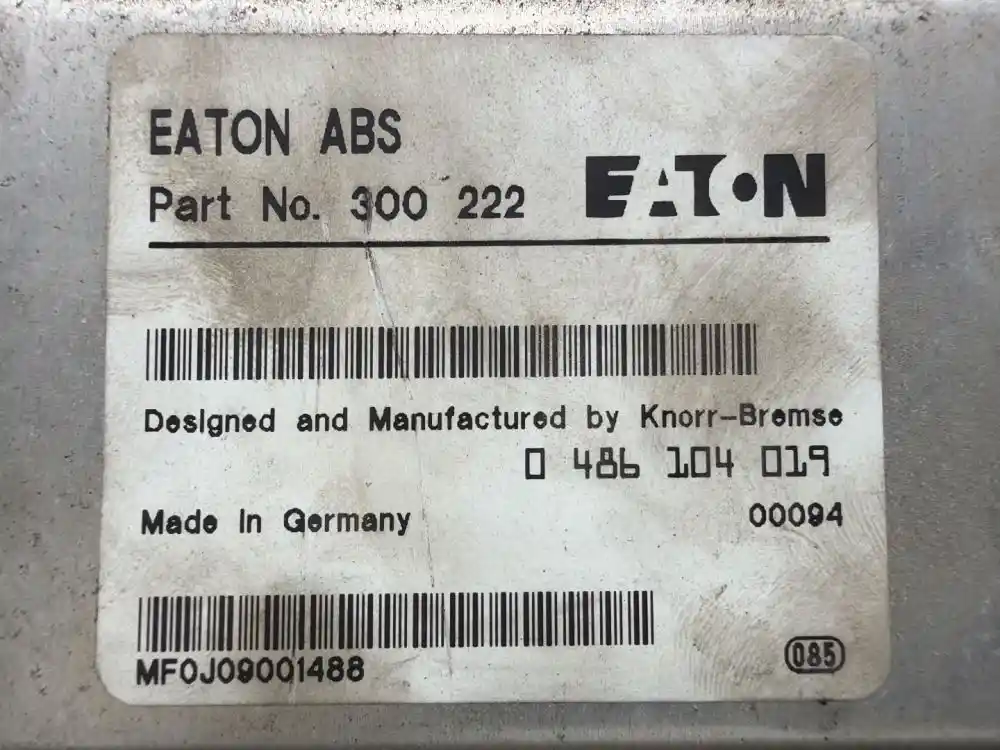 EATON ABS
Part No. 300 222
EATON
Designed and Manufactured by Knorr-Bremse
0 486 104 019
Made in Germany
00094
MF0J09001488
085